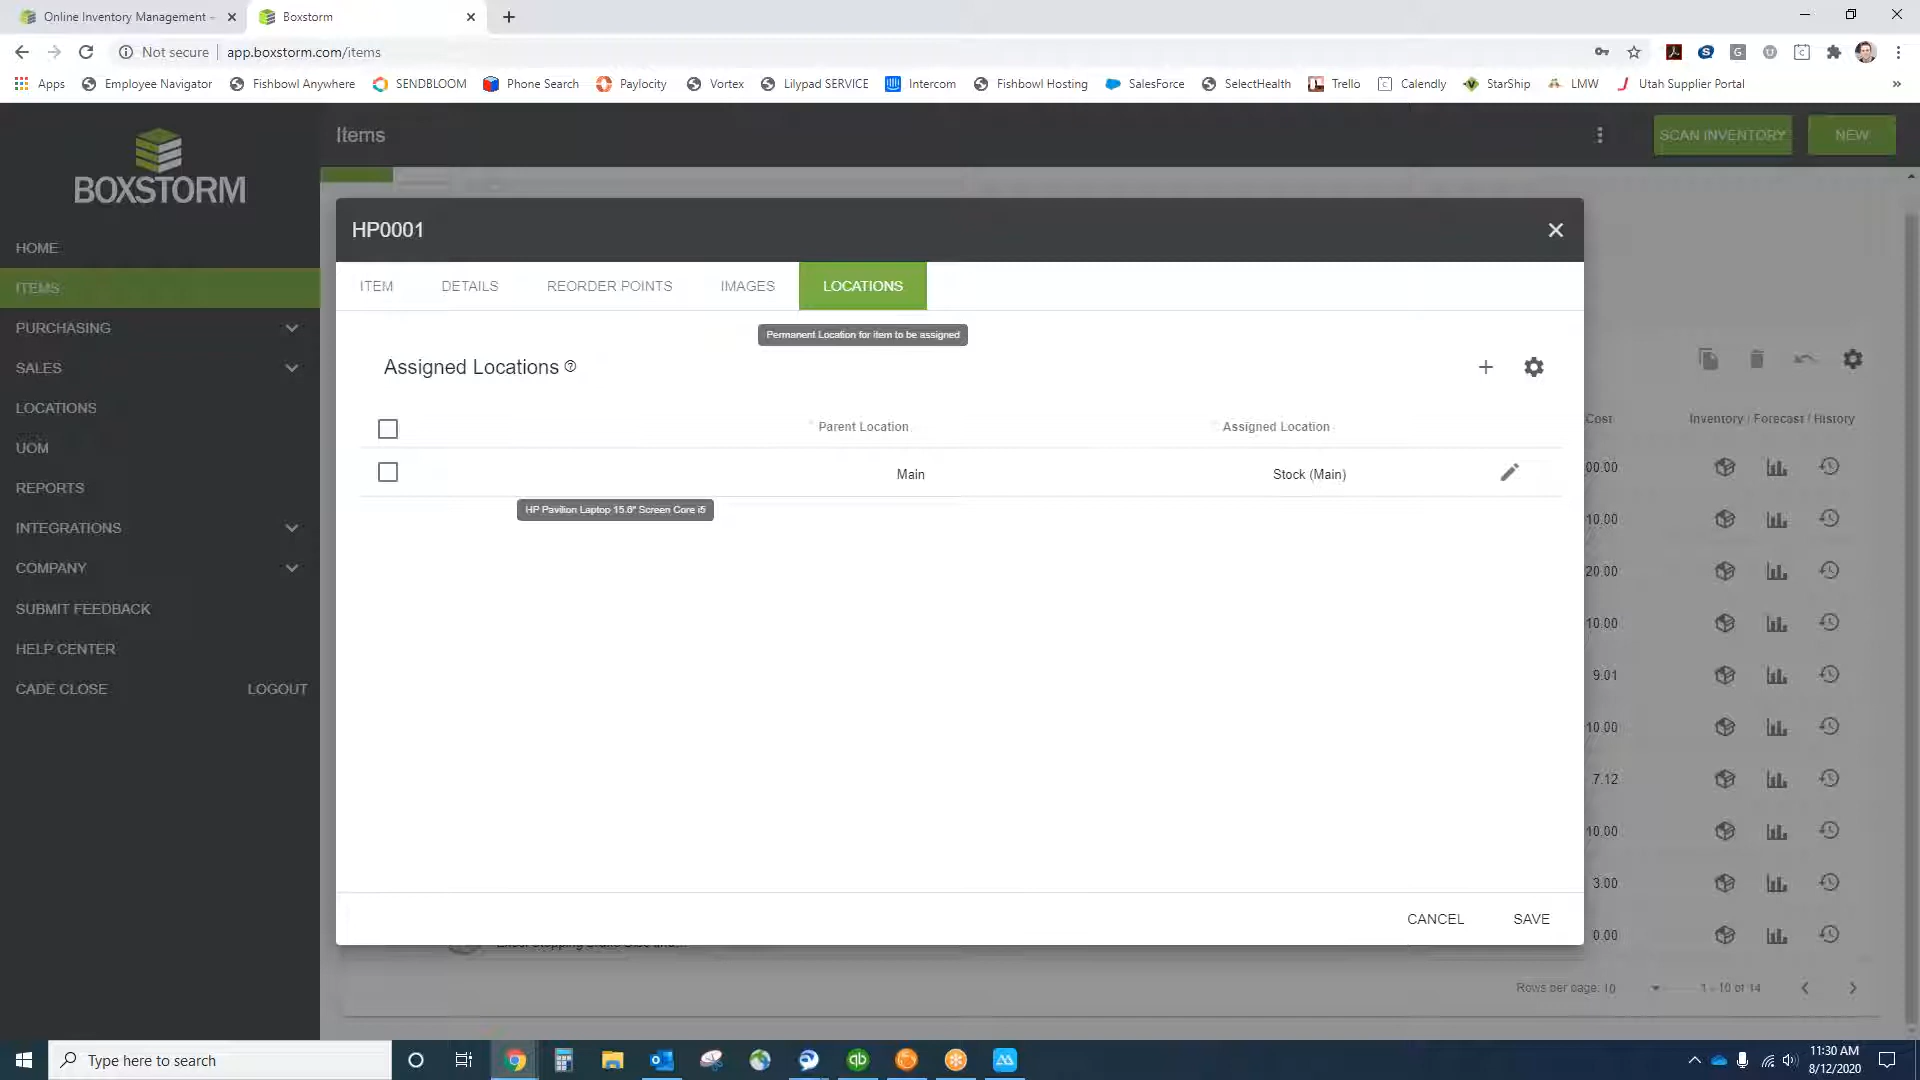 Online Inventory Management -
Boxstorm
Not secure
app.boxstorm.com/items
Apps
Employee Navigator
Fishbowl Anywhere
SENDBLOOM
Phone Search
Paylocity
Vortex
Lilypad SERVICE
Intercom
Fishbowl Hosting
SalesForce
SelectHealth
Trello
Calendly
StarShip
LMW
Utah Supplier Portal
BOXSTORM
Items
SCAN INVENTORY
NEW
HOME
ITEMS
PURCHASING
SALES
LOCATIONS
UOM
REPORTS
INTEGRATIONS
COMPANY
SUBMIT FEEDBACK
HELP CENTER
CADE CLOSE
LOGOUT
HP0001
ITEM
DETAILS
REORDER POINTS
IMAGES
LOCATIONS
Permanent Location for item to be assigned
Assigned Locations
Parent Location
Assigned Location
Main
Stock (Main)
HP Pavilion Laptop 15.6" Screen Core i5
CANCEL
SAVE
Cost
Inventory / Forecast / History
00.00
10.00
20.00
10.00
9.01
10.00
7.12
10.00
3.00
0.00
Rows per page: 10
1 - 10 of 14
Type here to search
11:30 AM
8/12/2020